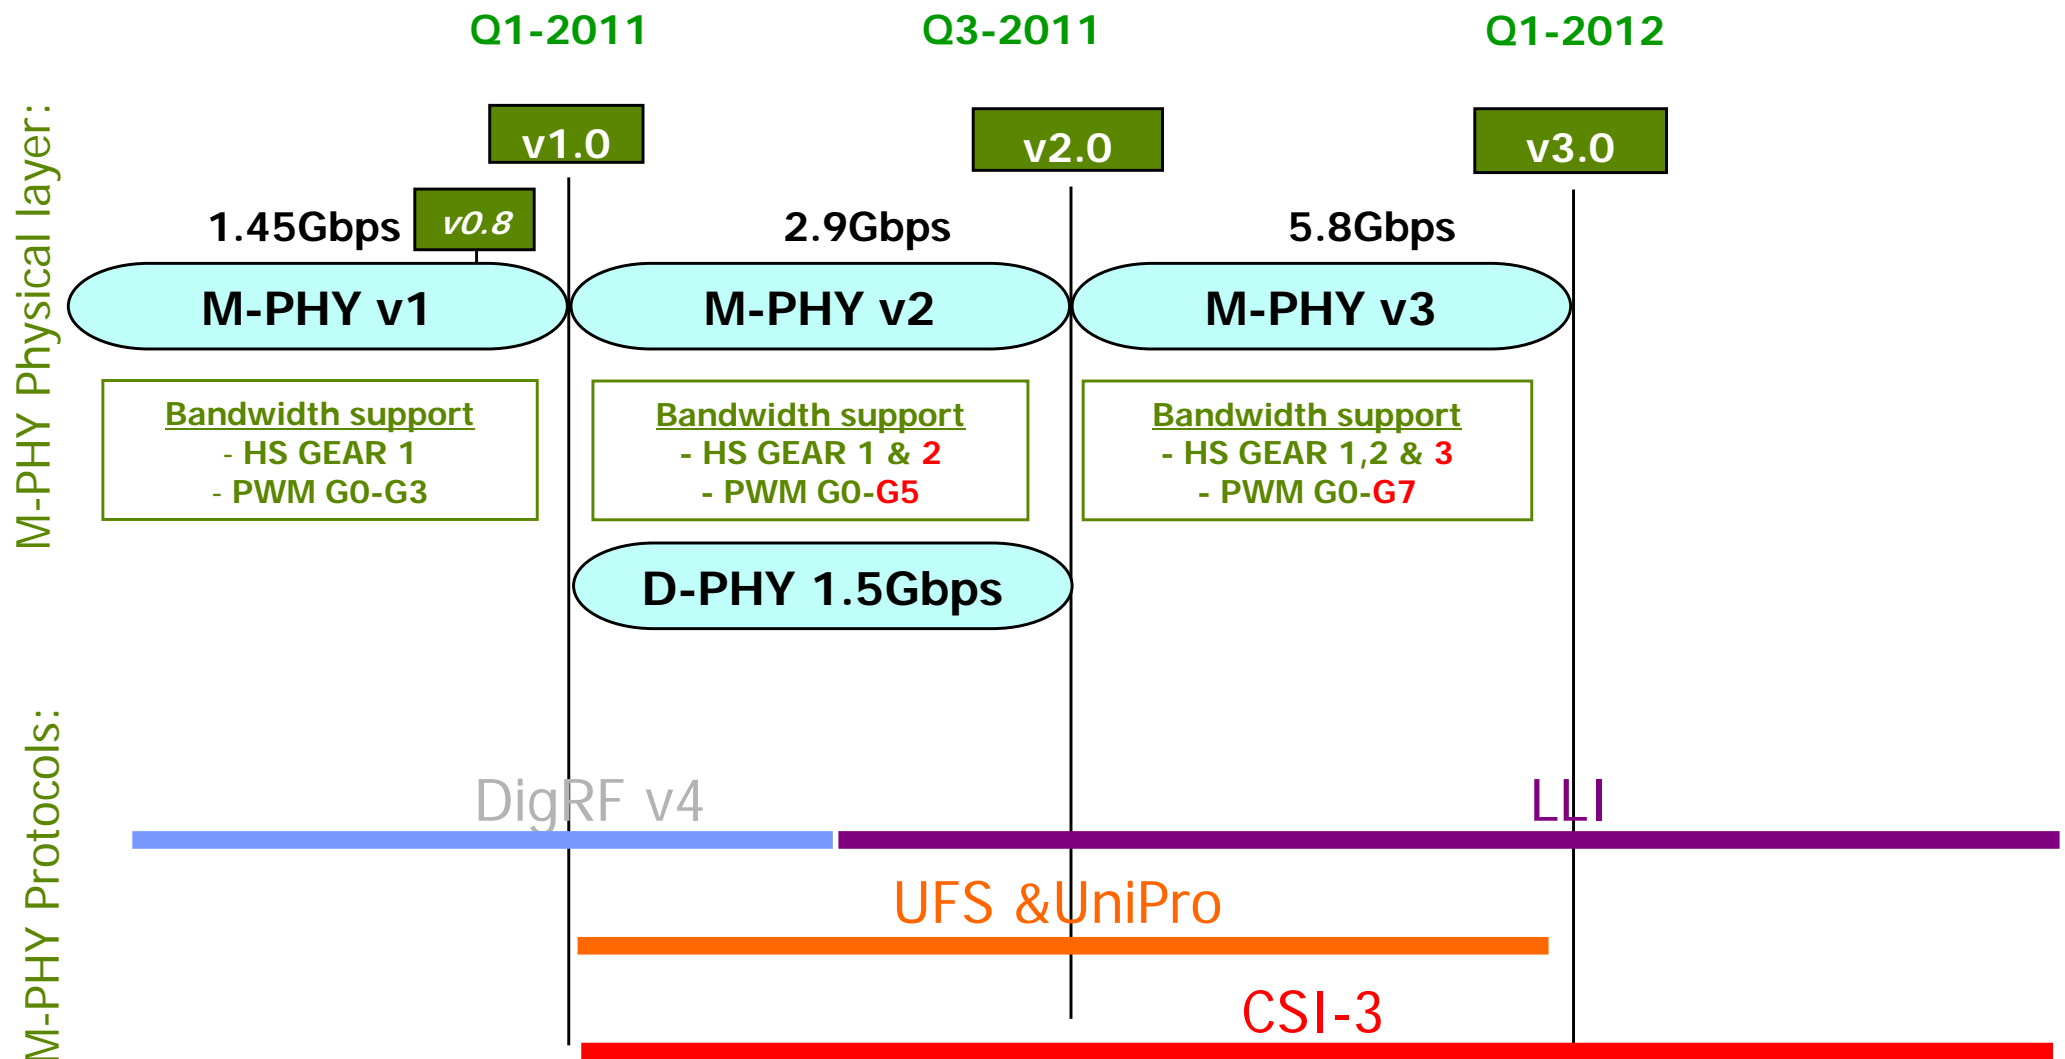 Q1-2011
Q3-2011
Q1-2012
M-PHY Physical layer:
v1.0
v2.0
v3.0
1.45Gbps
v0.8
2.9Gbps
5.8Gbps
M-PHY v1
M-PHY v2
M-PHY v3
Bandwidth support
- HS GEAR 1
- PWM G0-G3
Bandwidth support
- HS GEAR 1 & 2
- PWM G0-G5
Bandwidth support
- HS GEAR 1,2 & 3
- PWM G0-G7
D-PHY 1.5Gbps
M-PHY Protocols:
DigRF v4
LLI
UFS &UniPro
CSI-3